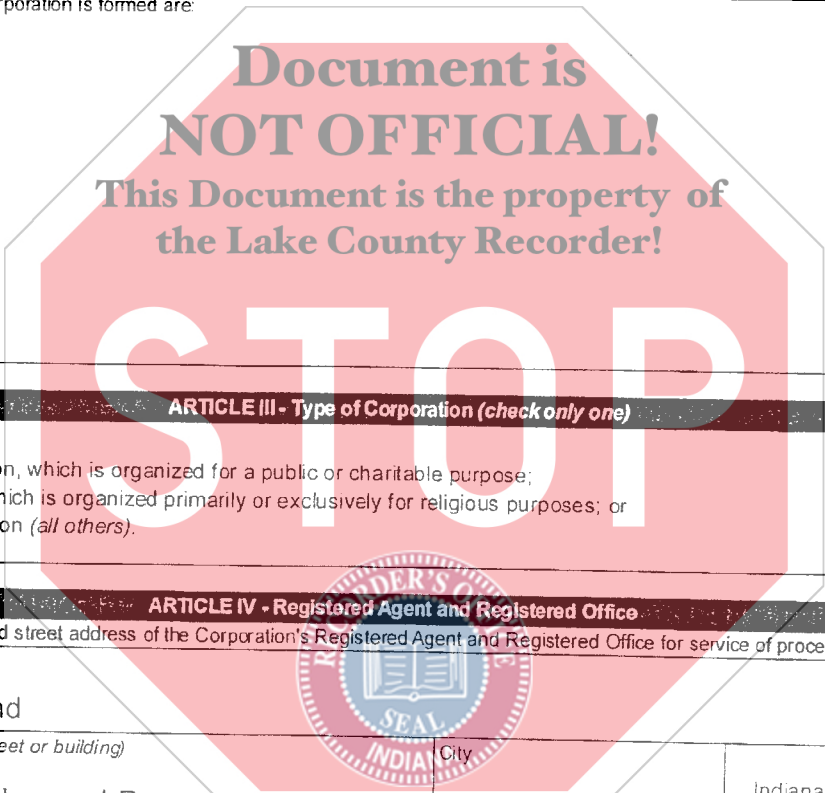 poration is formed are:
Document is
NOT OFFICIAL!
This Document is the property of
the Lake County Recorder!
STOP
ARTICLE III - Type of Corporation (check only one)
n, which is organized for a public or charitable purpose;
ich is organized primarily or exclusively for religious purposes; or
on (all others).
ARTICLE IV - Registered Agent and Registered Office
d street address of the Corporation's Registered Agent and Registered Office for service of proce
RECORDER'S OFFICE
SEAL
INDIANA
d
eet or building)
City
Indiana